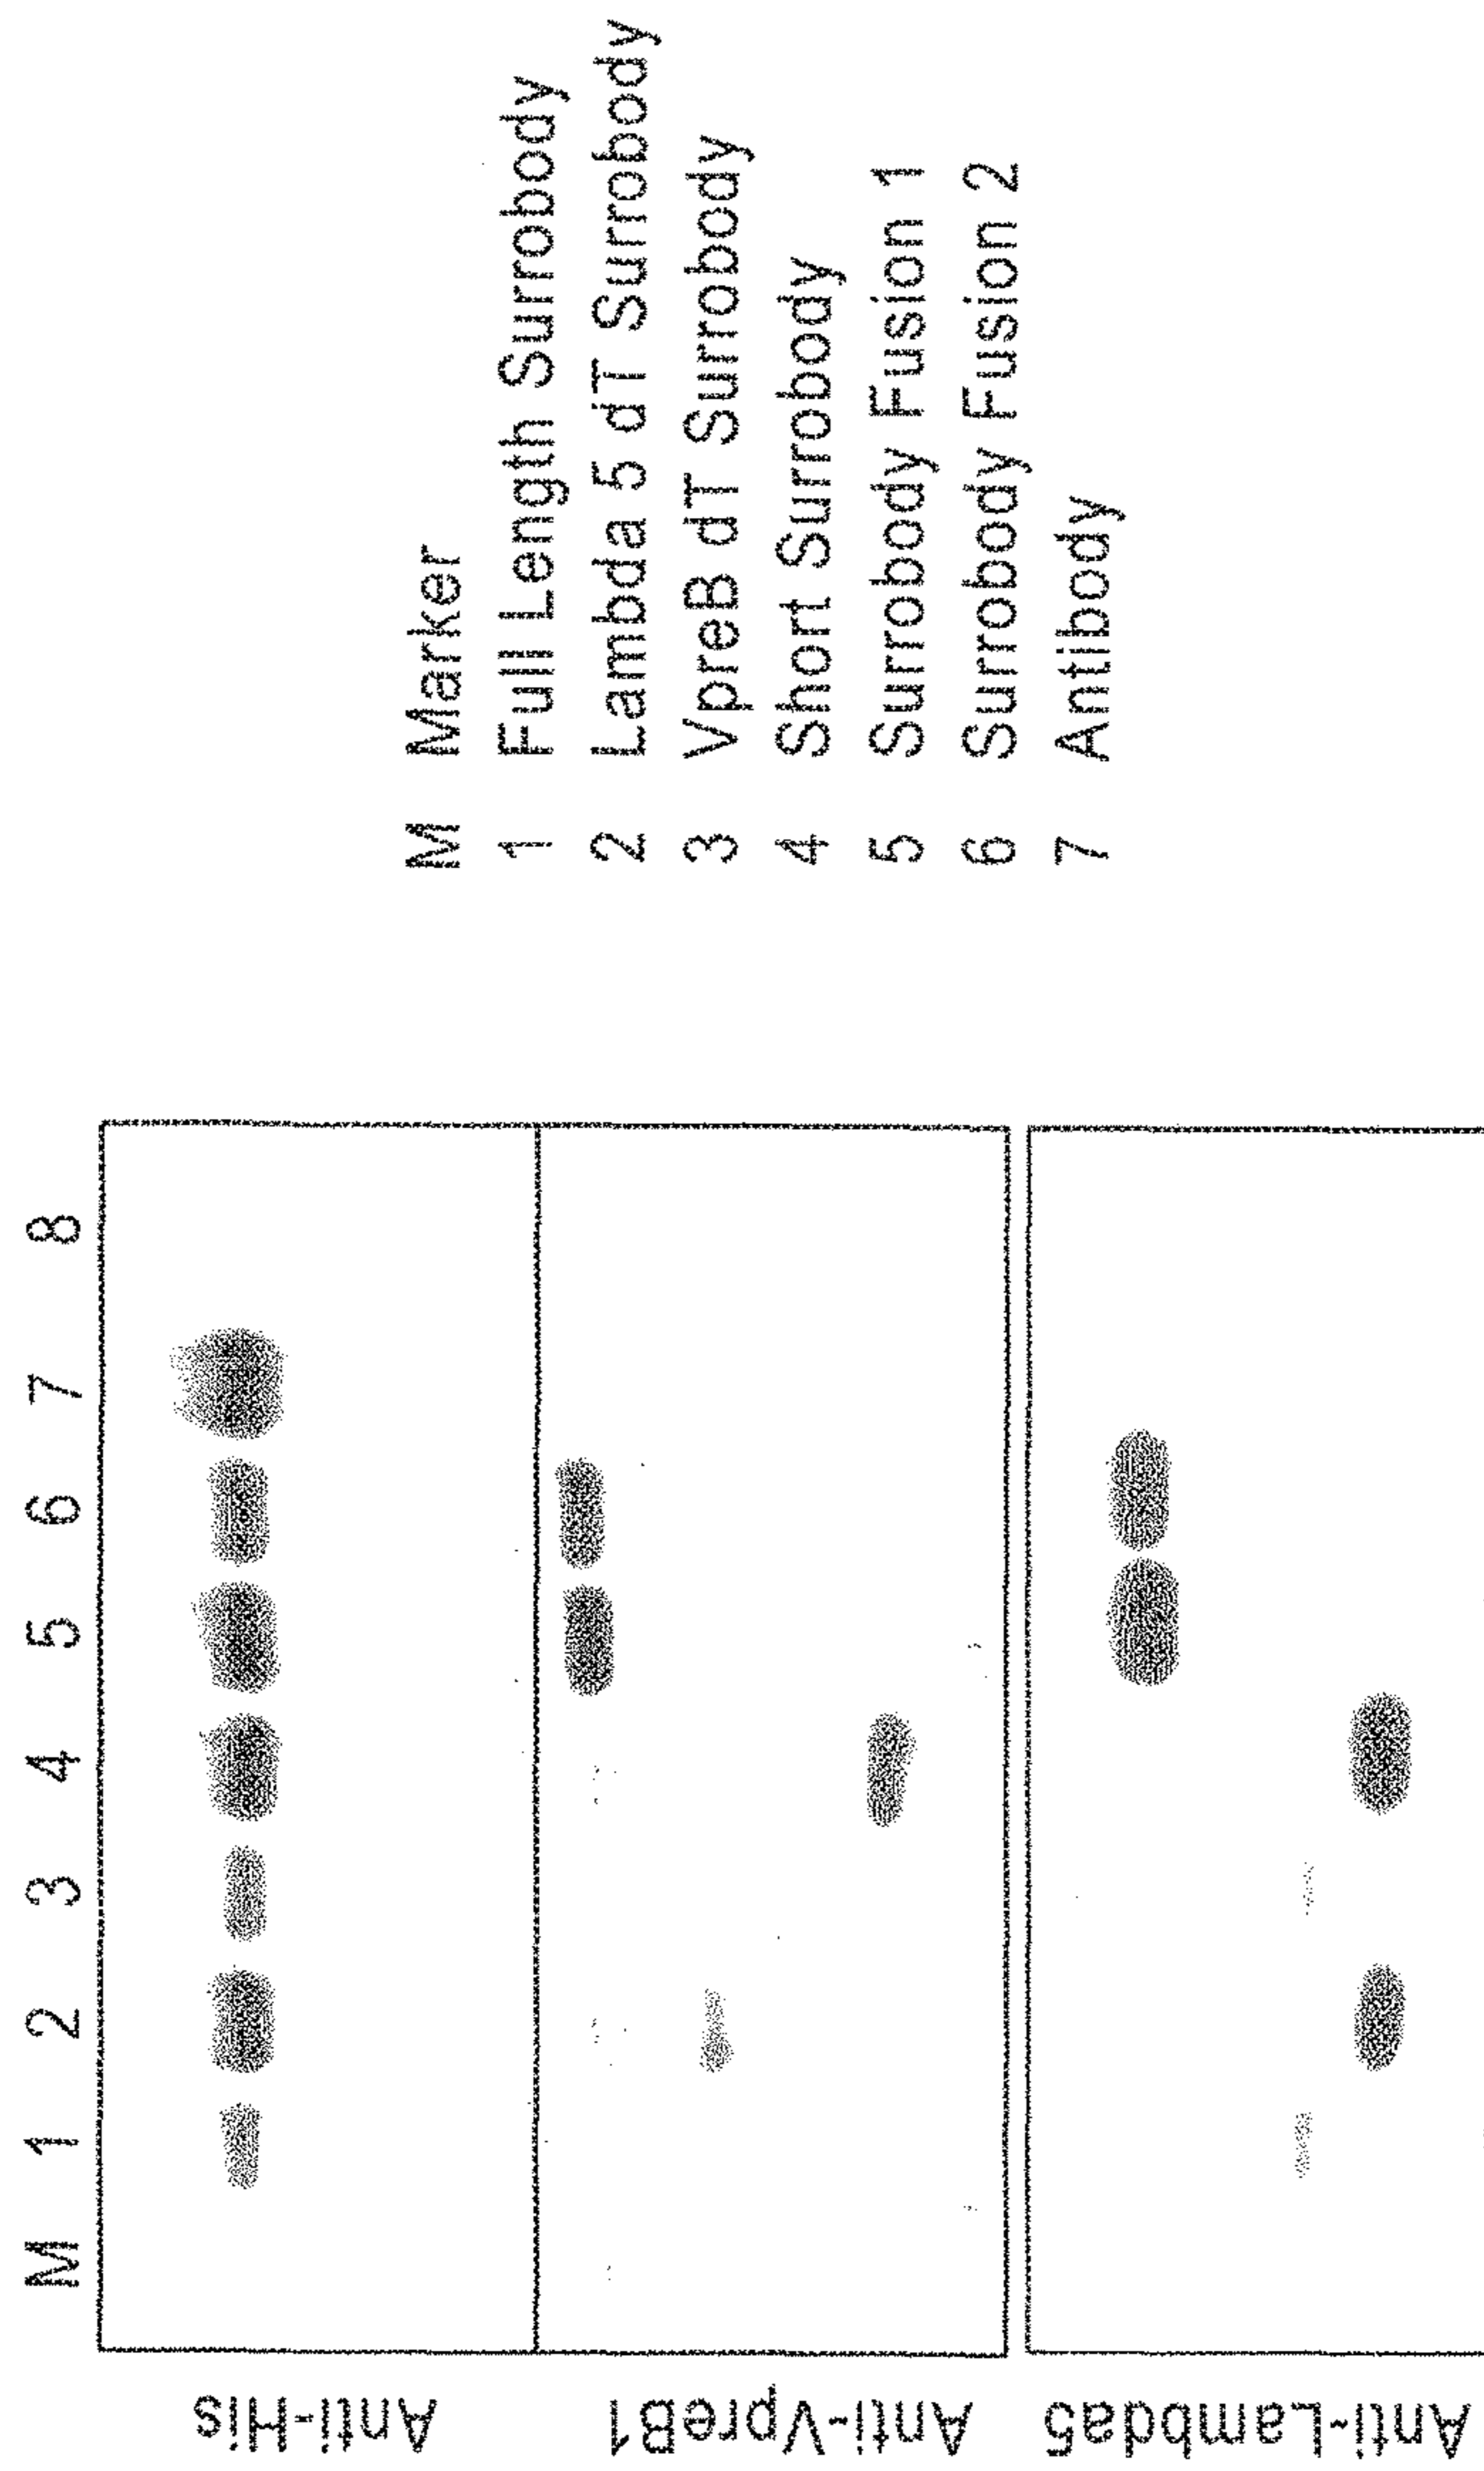 M 1 2 3 4 5 6 7 8
Anti-His
Anti-VpreB1
Anti-Lambda5
M Marker
1 Full Length Surrobody
2 Lambda 5 dT Surrobody
3 VpreB dT Surrobody
4 Short Surrobody
5 Surrobody Fusion 1
6 Surrobody Fusion 2
7 Antibody